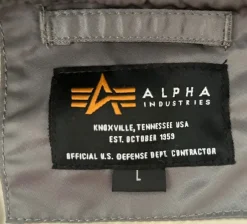 ALPHA
INDUSTRIES
KNOXVILLE, TENNESSEE USA
EST. OCTOBER 1959
OFFICIAL U.S. DEFENSE DEPT. CONTRACTOR
L